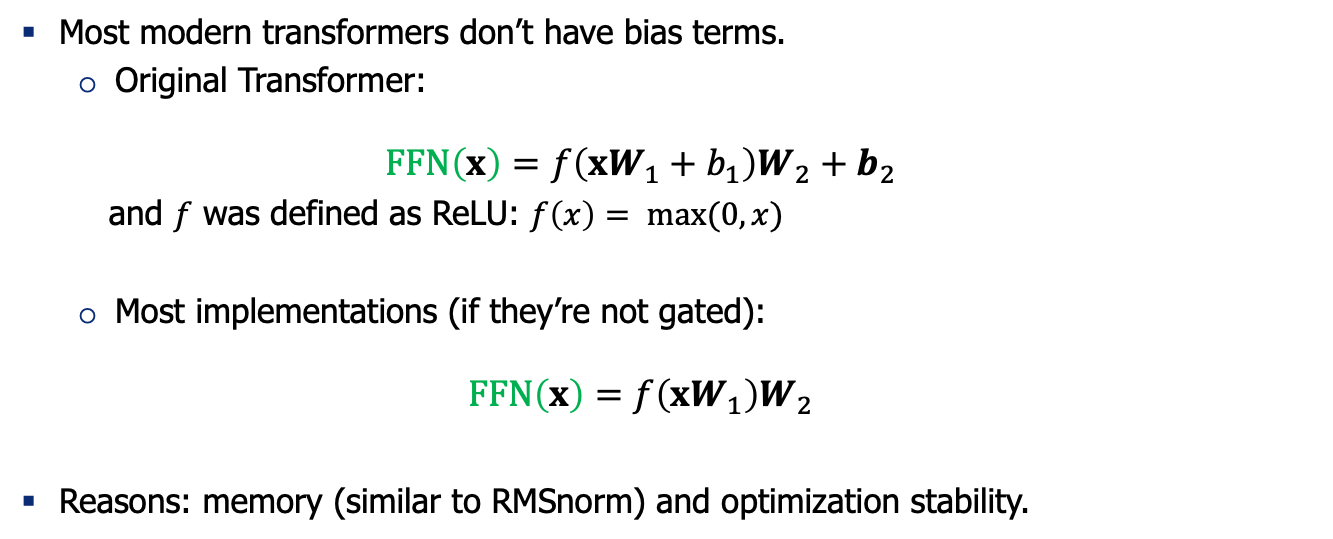 ▪ Most modern transformers don’t have bias terms.
o Original Transformer:
FFN(𝐱) = 𝑓(𝐱𝑾₁ + 𝑏₁)𝑾₂ + 𝒃₂
and 𝑓 was defined as ReLU: 𝑓(𝑥) = max(0, 𝑥)
o Most implementations (if they’re not gated):
FFN(𝐱) = 𝑓(𝐱𝑾₁)𝑾₂
▪ Reasons: memory (similar to RMSnorm) and optimization stability.